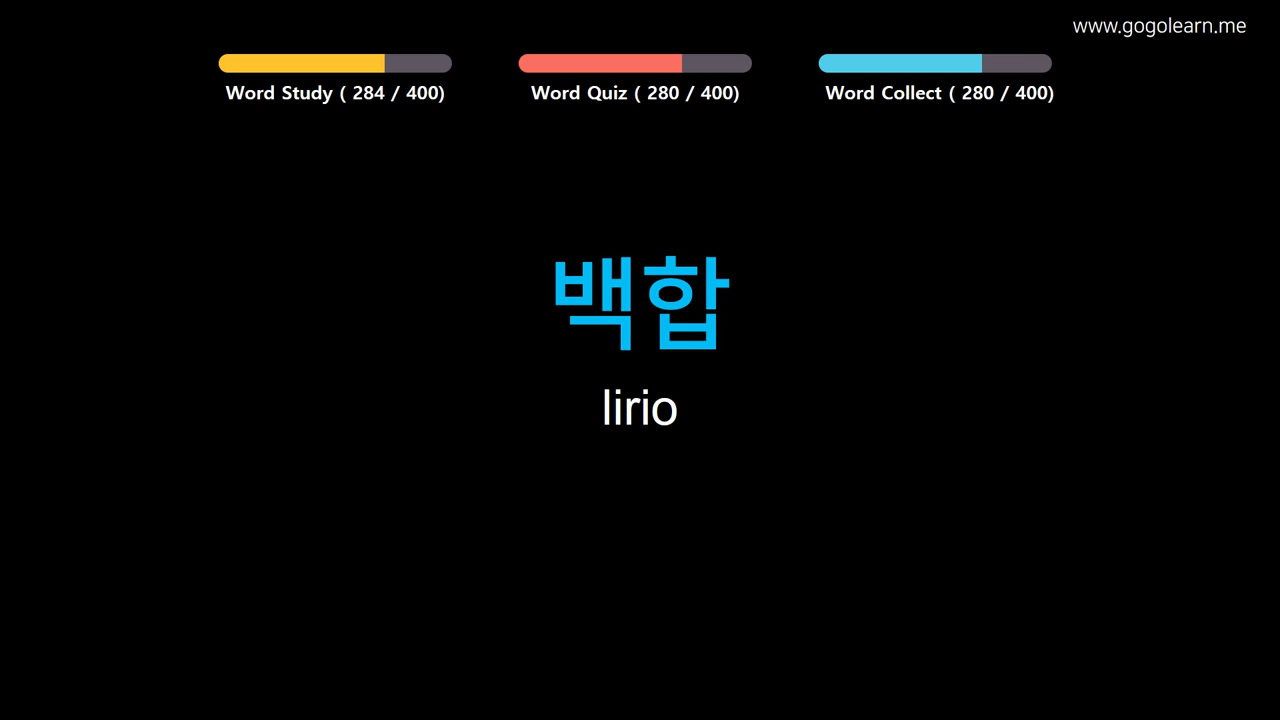 www.gogolearn.me
Word Study ( 284 / 400)
Word Quiz ( 280 / 400)
Word Collect ( 280 / 400)
백합
lirio